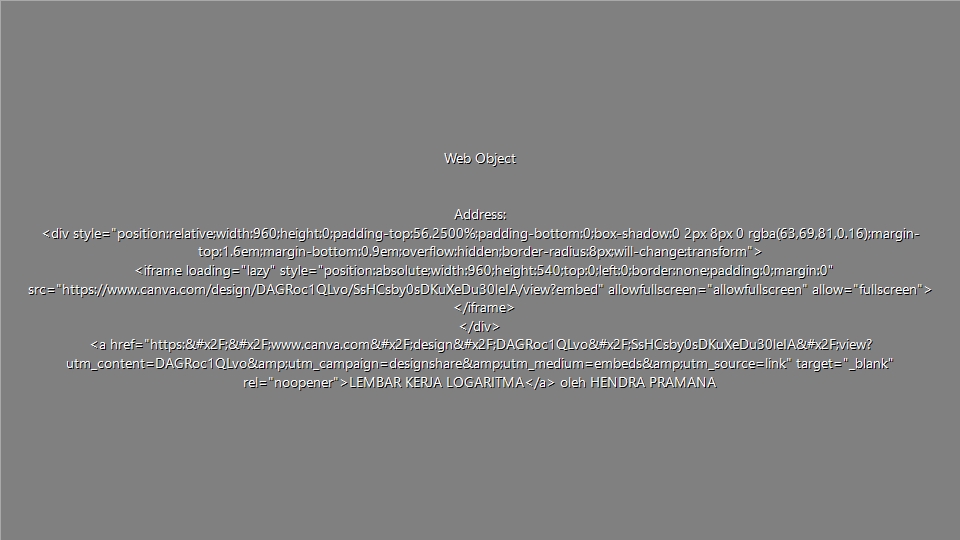 Web Object
Address:
<div style="position:relative;width:960;height:0;padding-top:56.2500%;padding-bottom:0;box-shadow:0 2px 8px 0 rgba(63,69,81,0.16);margin-
top:1.6em;margin-bottom:0.9em;overflow:hidden;border-radius:8px;will-change:transform">
<iframe loading="lazy" style="position:absolute;width:960;height:540;top:0;left:0;border:none;padding:0;margin:0"
src="https://www.canva.com/design/DAGRoc1QLvo/SsHCsby0sDKuXeDu30IeIA/view?embed" allowfullscreen="allowfullscreen" allow="fullscreen">
</iframe>
</div>
<a href="https:&#x2F;&#x2F;www.canva.com&#x2F;design&#x2F;DAGRoc1QLvo&#x2F;SsHCsby0sDKuXeDu30IeIA&#x2F;view?
utm_content=DAGRoc1QLvo&amp;utm_campaign=designshare&amp;utm_medium=embeds&amp;utm_source=link" target="_blank"
rel="noopener">LEMBAR KERJA LOGARITMA</a> oleh HENDRA PRAMANA